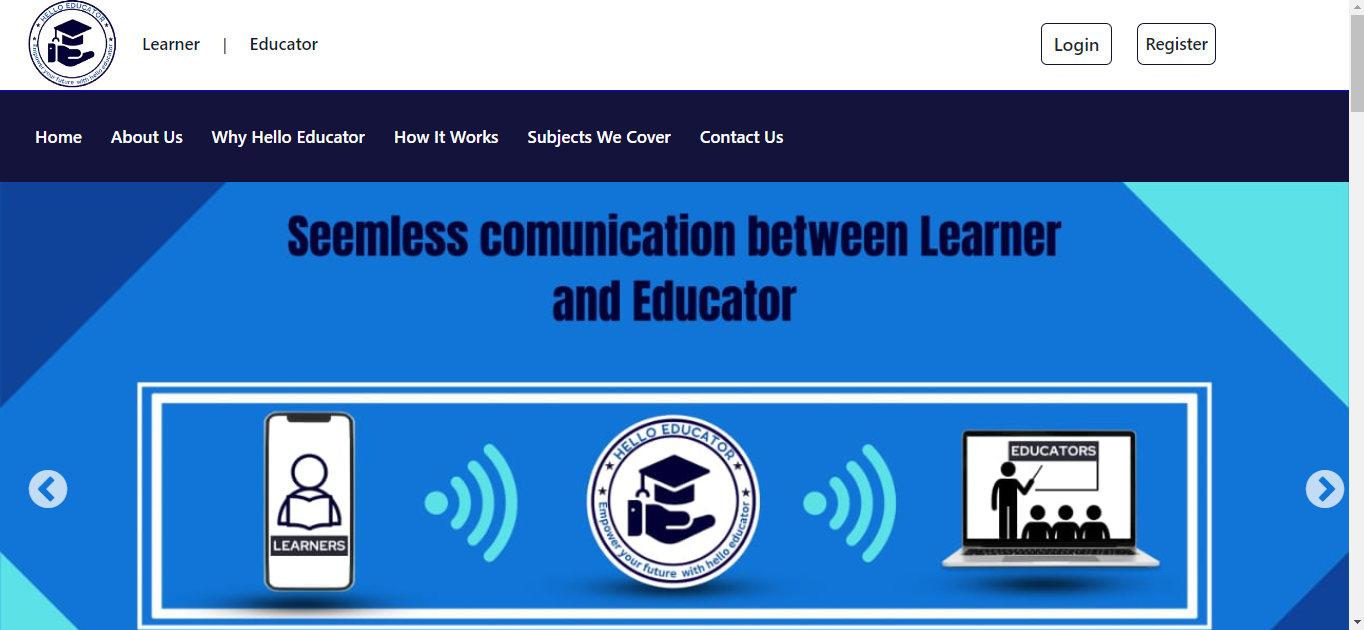 HELLO EDUCATOR
Empower your future with hello educator
Learner | Educator
Login
Register
Home
About Us
Why Hello Educator
How It Works
Subjects We Cover
Contact Us
Seemless comunication between Learner
and Educator
LEARNERS
HELLO EDUCATOR
Empower your future with hello educator
EDUCATORS